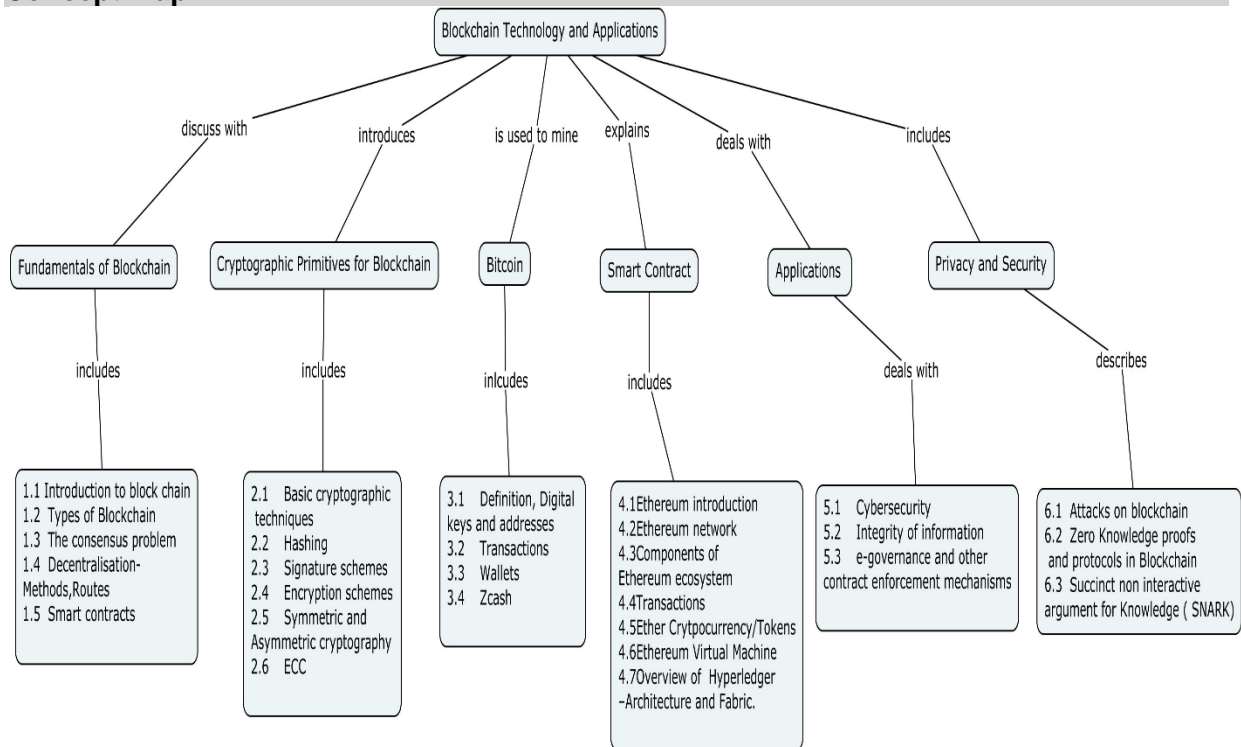 Blockchain Technology and Applications
discuss with
introduces
is used to mine
explains
deals with
includes
Fundamentals of Blockchain
Cryptographic Primitives for Blockchain
Bitcoin
Smart Contract
Applications
Privacy and Security
includes
includes
inlcudes
includes
deals with
describes
1.1 Introduction to block chain
1.2 Types of Blockchain
1.3 The consensus problem
1.4 Decentralisation-
Methods,Routes
1.5 Smart contracts
2.1 Basic cryptographic
techniques
2.2 Hashing
2.3 Signature schemes
2.4 Encryption schemes
2.5 Symmetric and
Asymmetric cryptography
2.6 ECC
3.1 Definition, Digital
keys and addresses
3.2 Transactions
3.3 Wallets
3.4 Zcash
4.1Ethereum introduction
4.2Ethereum network
4.3Components of
Ethereum ecosystem
4.4Transactions
4.5Ether Crytpocurrency/Tokens
4.6Ethereum Virtual Machine
4.7Overview of Hyperledger
–Architecture and Fabric.
5.1 Cybersecurity
5.2 Integrity of information
5.3 e-governance and other
contract enforcement mechanisms
6.1 Attacks on blockchain
6.2 Zero Knowledge proofs
and protocols in Blockchain
6.3 Succinct non interactive
argument for Knowledge ( SNARK)